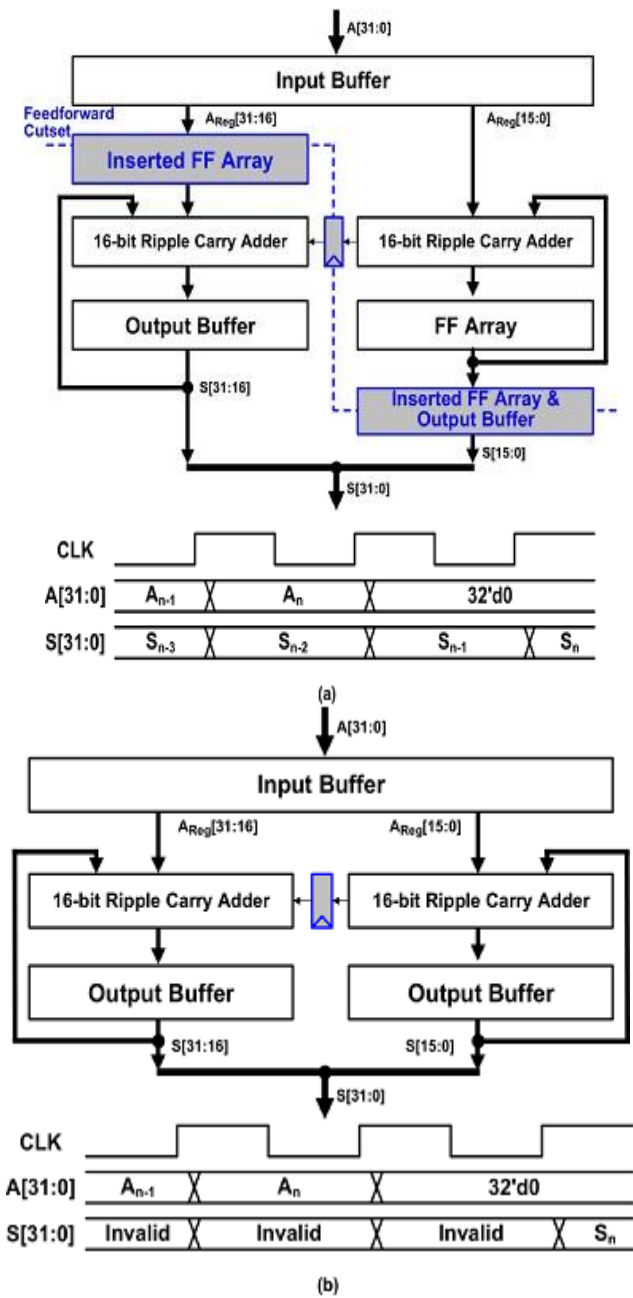 A[31:0]
Input Buffer
Feedforward
Cutset
AReg[31:16]
AReg[15:0]
Inserted FF Array
16-bit Ripple Carry Adder
16-bit Ripple Carry Adder
Output Buffer
FF Array
S[31:16]
Inserted FF Array &
Output Buffer
S[15:0]
S[31:0]
CLK
A[31:0] An-1 An 32'd0
S[31:0] Sn-3 Sn-2 Sn-1 Sn
(a)
A[31:0]
Input Buffer
AReg[31:16]
AReg[15:0]
16-bit Ripple Carry Adder
16-bit Ripple Carry Adder
Output Buffer
Output Buffer
S[31:16]
S[15:0]
S[31:0]
CLK
A[31:0] An-1 An 32'd0
S[31:0] Invalid Invalid Invalid Sn
(b)